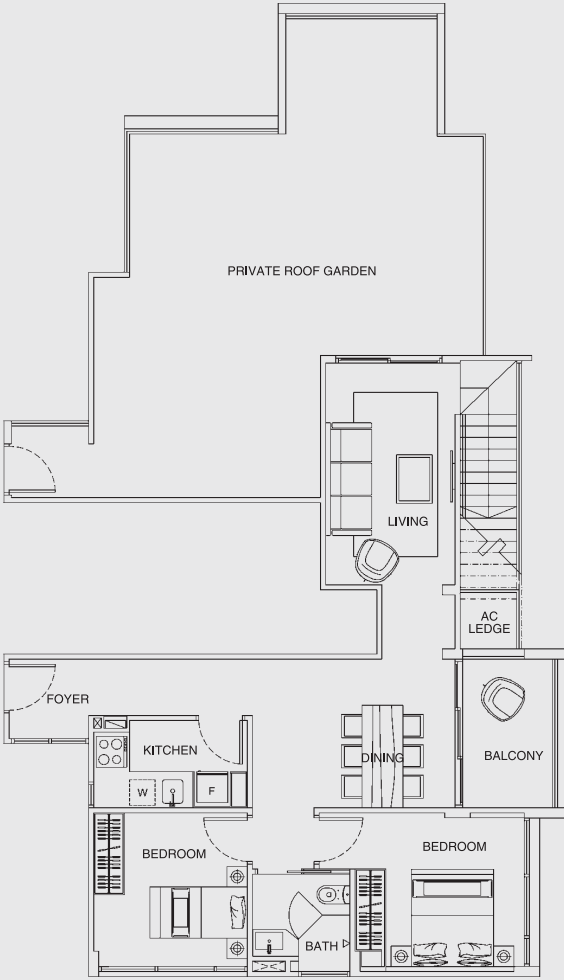 PRIVATE ROOF GARDEN
LIVING
AC
LEDGE
FOYER
KITCHEN
DINING
BALCONY
W
F
BEDROOM
BEDROOM
BATH